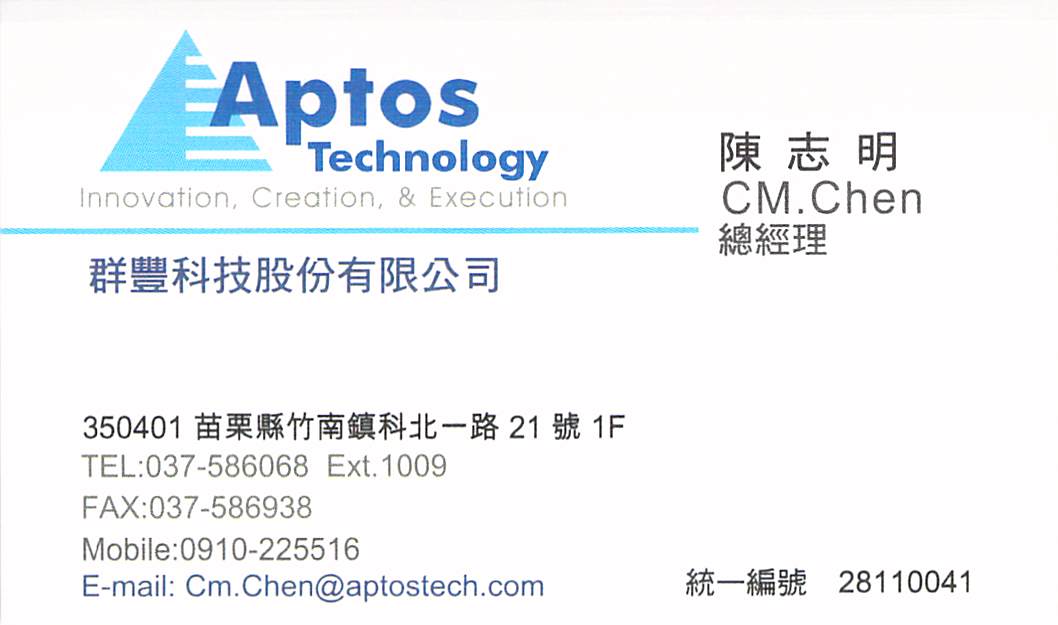 Aptos
Technology
Innovation, Creation, & Execution
陳志明
CM.Chen
總經理
群豐科技股份有限公司
350401 苗栗縣竹南鎮科北一路 21 號 1F
TEL:037-586068 Ext.1009
FAX:037-586938
Mobile:0910-225516
E-mail: Cm.Chen@aptostech.com
統一編號 28110041